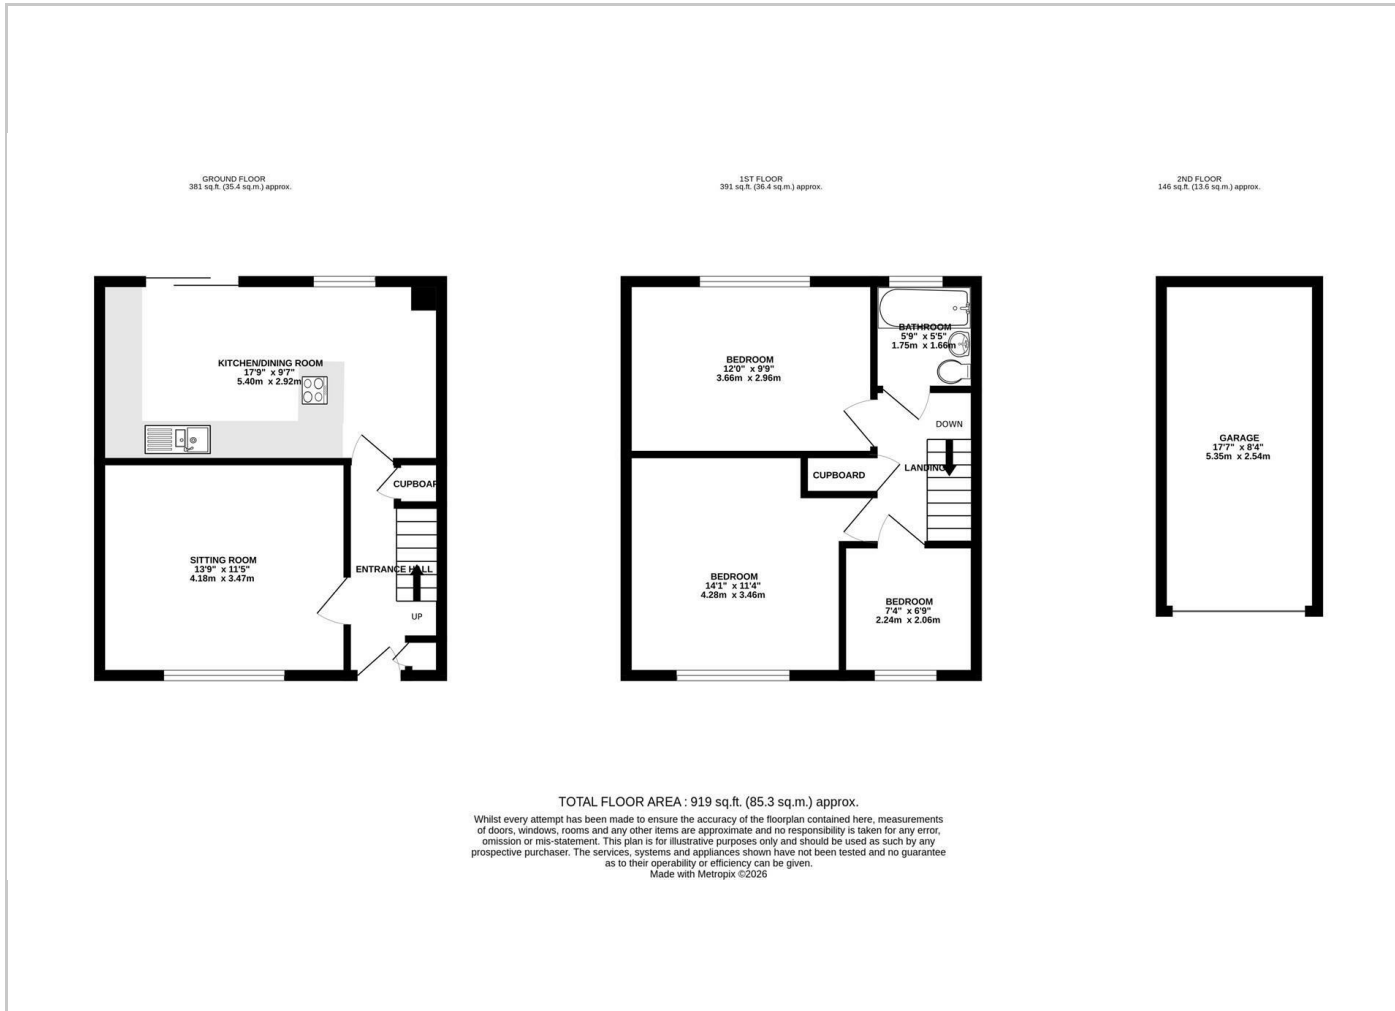 GROUND FLOOR
381 sq.ft. (35.4 sq.m.) approx.
1ST FLOOR
391 sq.ft. (36.4 sq.m.) approx.
2ND FLOOR
146 sq.ft. (13.6 sq.m.) approx.
KITCHEN/DINING ROOM
17'9" x 9'7"
5.40m x 2.92m
CUPBOAR
SITTING ROOM
13'9" x 11'5"
4.18m x 3.47m
ENTRANCE HALL
UP
BEDROOM
12'0" x 9'9"
3.66m x 2.96m
BATHROOM
5'9" x 5'5"
1.75m x 1.66m
DOWN
LANDING
CUPBOARD
BEDROOM
14'1" x 11'4"
4.28m x 3.46m
BEDROOM
7'4" x 6'9"
2.24m x 2.06m
GARAGE
17'7" x 8'4"
5.35m x 2.54m
TOTAL FLOOR AREA : 919 sq.ft. (85.3 sq.m.) approx.
Whilst every attempt has been made to ensure the accuracy of the floorplan contained here, measurements
of doors, windows, rooms and any other items are approximate and no responsibility is taken for any error,
omission or mis-statement. This plan is for illustrative purposes only and should be used as such by any
prospective purchaser. The services, systems and appliances shown have not been tested and no guarantee
as to their operability or efficiency can be given.
Made with Metropix ©2026